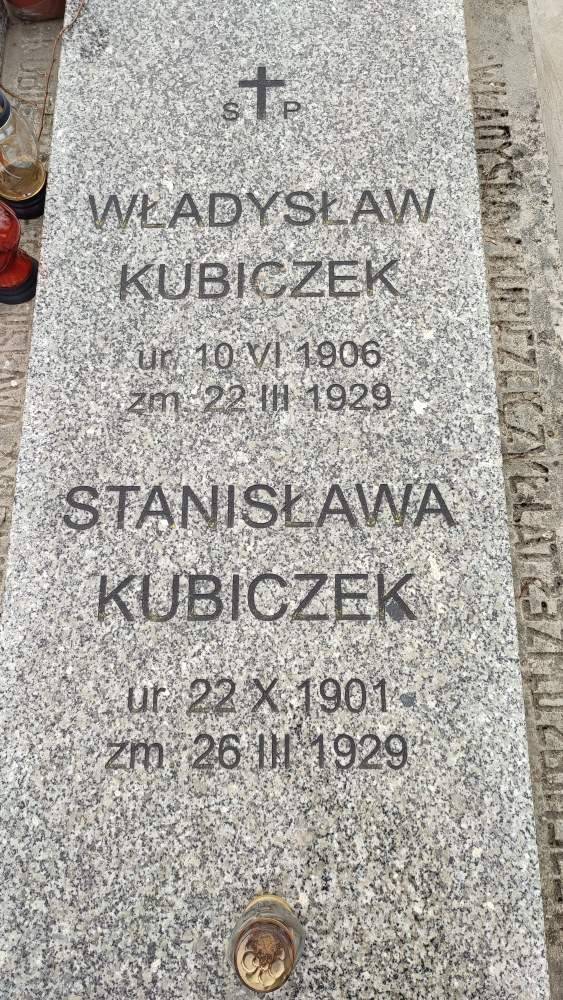 S P
WŁADYSŁAW
KUBICZEK
ur. 10 VI 1906
zm. 22 III 1929
STANISŁAWA
KUBICZEK
ur. 22 X 1901
zm. 26 III 1929
WŁADYSŁAW